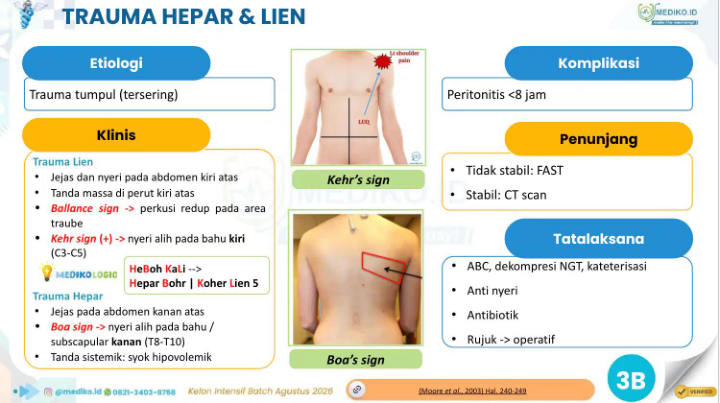 TRAUMA HEPAR & LIEN
MEDIKO.ID
Etiologi
Trauma tumpul (tersering)
Klinis
Trauma Lien
• Jejas dan nyeri pada abdomen kiri atas
• Tanda massa di perut kiri atas
• Ballance sign -> perkusi redup pada area
traube
• Kehr sign (+) -> nyeri alih pada bahu kiri
(C3-C5)
MEDIKOLOGIC
HeBoh KaLi -->
Hepar Bohr | Koher Lien 5
Trauma Hepar
• Jejas pada abdomen kanan atas
• Boa sign -> nyeri alih pada bahu /
subscapular kanan (T8-T10)
• Tanda sistemik: syok hipovolemik
Lt shoulder
pain
LUQ
Kehr's sign
Boa's sign
Komplikasi
Peritonitis <8 jam
Penunjang
• Tidak stabil: FAST
• Stabil: CT scan
Tatalaksana
• ABC, dekompresi NGT, kateterisasi
• Anti nyeri
• Antibiotik
• Rujuk -> operatif
3B
@mediko.id 0821-3403-8768
Kelon Intensif Batch Agustus 2026
(Moore et al., 2003) Hal. 240-249
VERIFIED